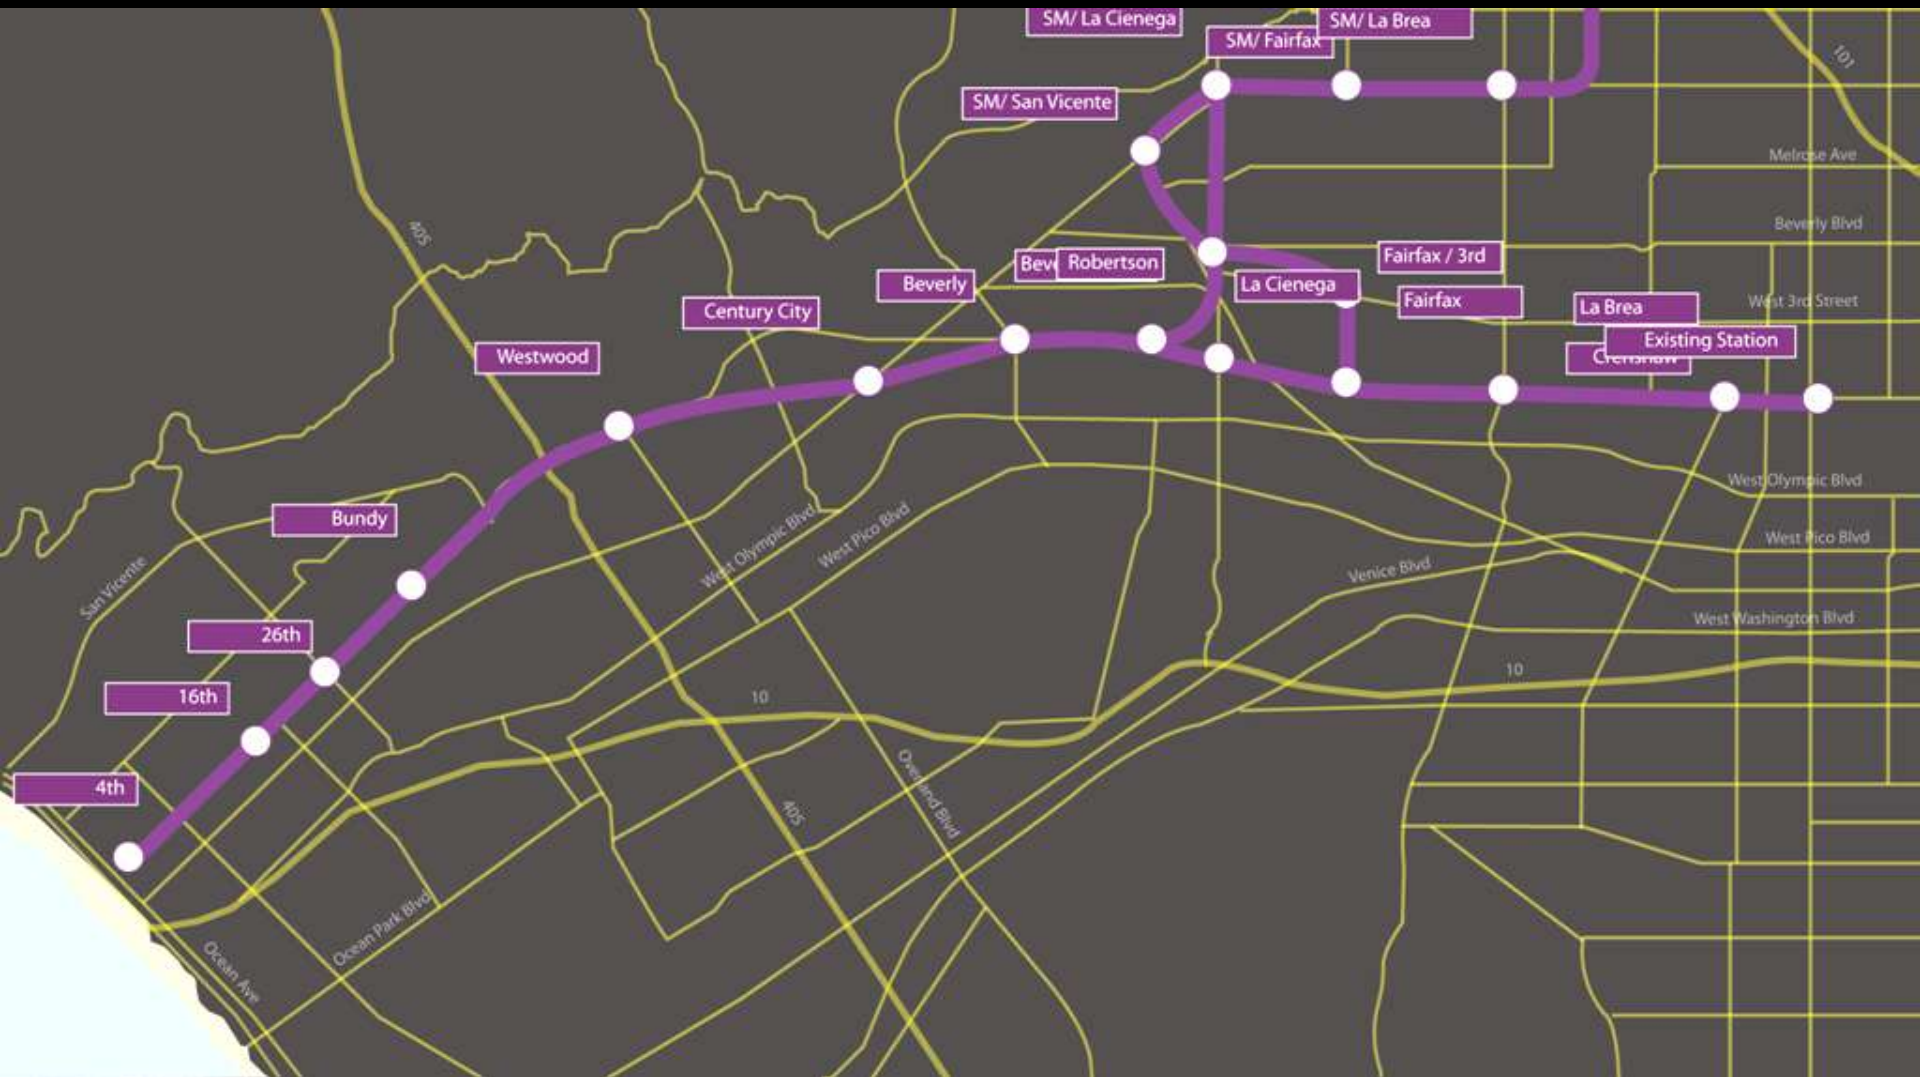 SM/ La Cienega
SM/ La Brea
SM/ Fairfax
101
SM/ San Vicente
Melrose Ave
Beverly Blvd
405
Robertson
Fairfax / 3rd
Beverly
La Cienega
Fairfax
West 3rd Street
La Brea
Century City
Existing Station
Westwood
Crenshaw
West Olympic Blvd
Bundy
West Olympic Blvd
West Pico Blvd
West Pico Blvd
Venice Blvd
San Vicente
West Washington Blvd
26th
10
10
16th
4th
Overland Blvd
405
Ocean Park Blvd
Ocean Ave